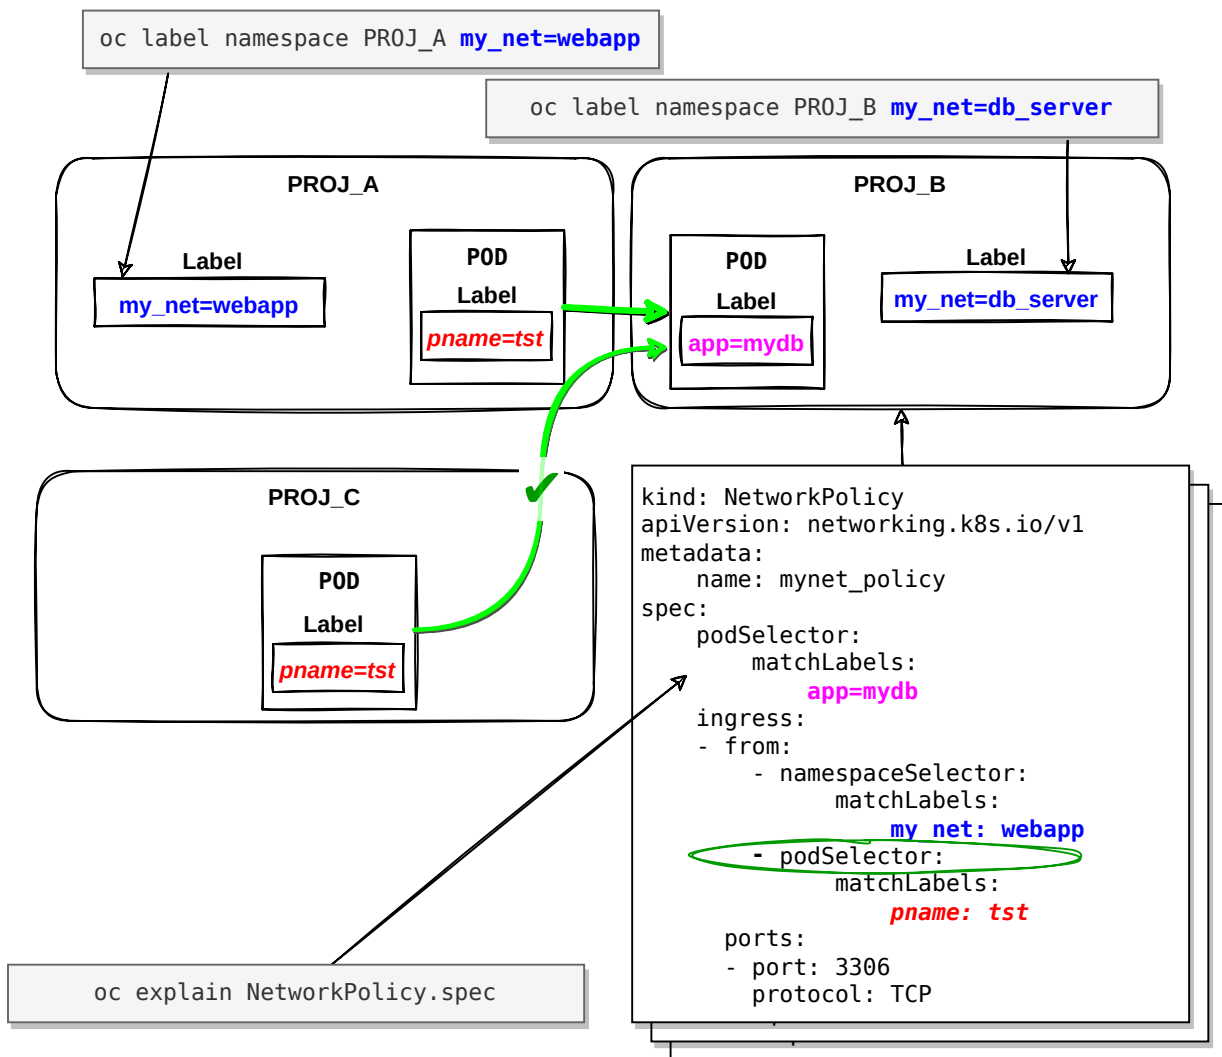 oc label namespace PROJ_A my_net=webapp
oc label namespace PROJ_B my_net=db_server
PROJ_A
Label
my_net=webapp
POD
Label
pname=tst
PROJ_B
POD
Label
app=mydb
Label
my_net=db_server
PROJ_C
POD
Label
pname=tst
kind: NetworkPolicy
apiVersion: networking.k8s.io/v1
metadata:
    name: mynet_policy
spec:
    podSelector:
        matchLabels:
            app=mydb
    ingress:
    - from:
        - namespaceSelector:
              matchLabels:
                  my_net: webapp
        - podSelector:
              matchLabels:
                  pname: tst
      ports:
      - port: 3306
        protocol: TCP
oc explain NetworkPolicy.spec